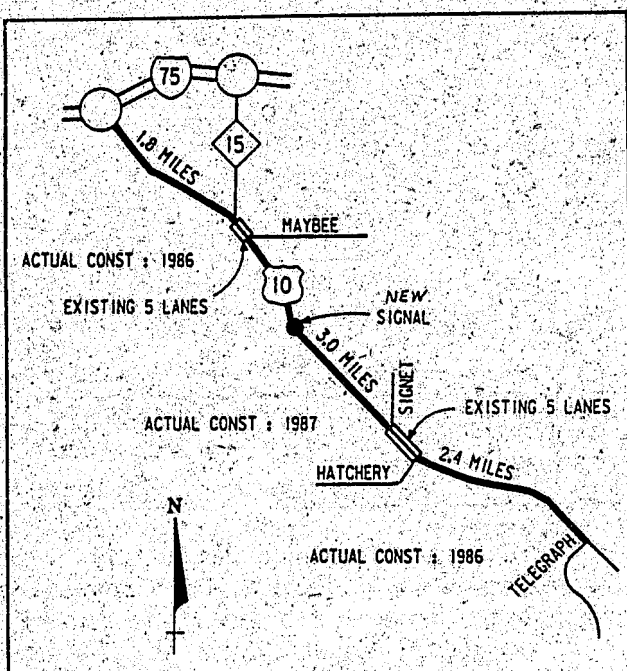 75
15
1.8 MILES
MAYBEE
ACTUAL CONST : 1986
EXISTING 5 LANES
10
NEW
SIGNAL
3.0 MILES
SIGNET
EXISTING 5 LANES
ACTUAL CONST : 1987
HATCHERY
2.4 MILES
N
ACTUAL CONST : 1986
TELEGRAPH